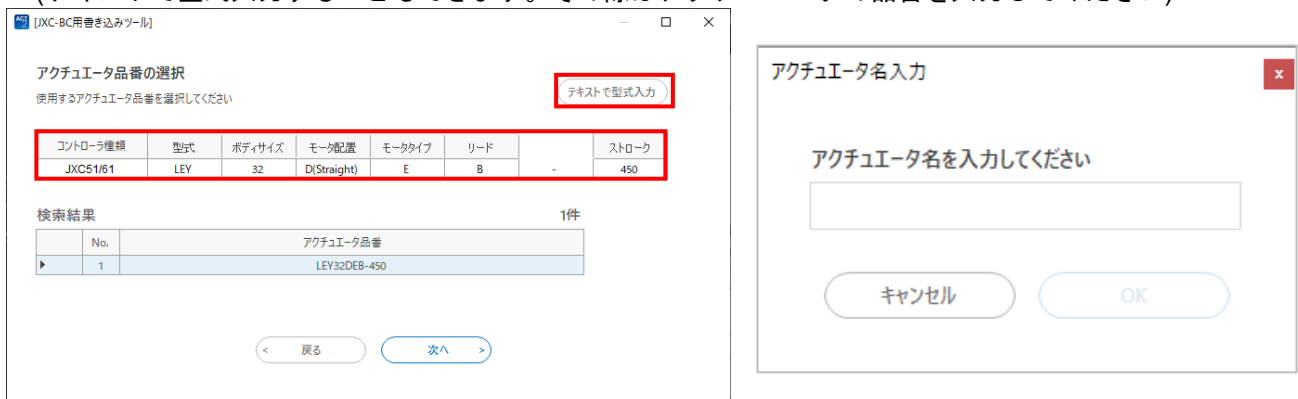 ACT
2
[JXC-BC用書き込みツール]
アクチュエータ品番の選択
使用するアクチュエータ品番を選択してください
テキストで型式入力
コントローラ種類 型式 ボディサイズ モータ配置 モータタイプ リード ストローク
JXC51/61 LEY 32 D(Straight) E B - 450
検索結果 1件
No. アクチュエータ品番
1 LEY32DEB-450
< 戻る
次へ >
アクチュエータ名入力
x
アクチュエータ名を入力してください
キャンセル
OK